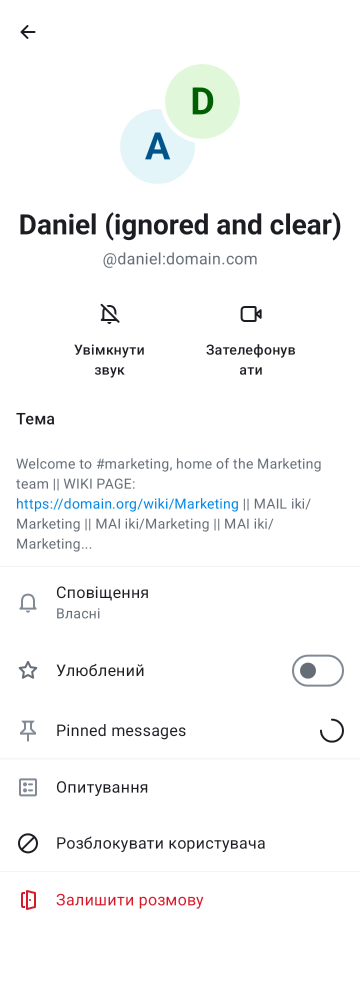 D
A
Daniel (ignored and clear)
@daniel:domain.com
Увімкнути
звук
Зателефонув
ати
Тема
Welcome to #marketing, home of the Marketing
team || WIKI PAGE:
https://domain.org/wiki/Marketing || MAIL iki/
Marketing || MAI iki/Marketing || MAI iki/
Marketing...
Сповіщення
Власні
Улюблений
Pinned messages
Опитування
Розблокувати користувача
Залишити розмову